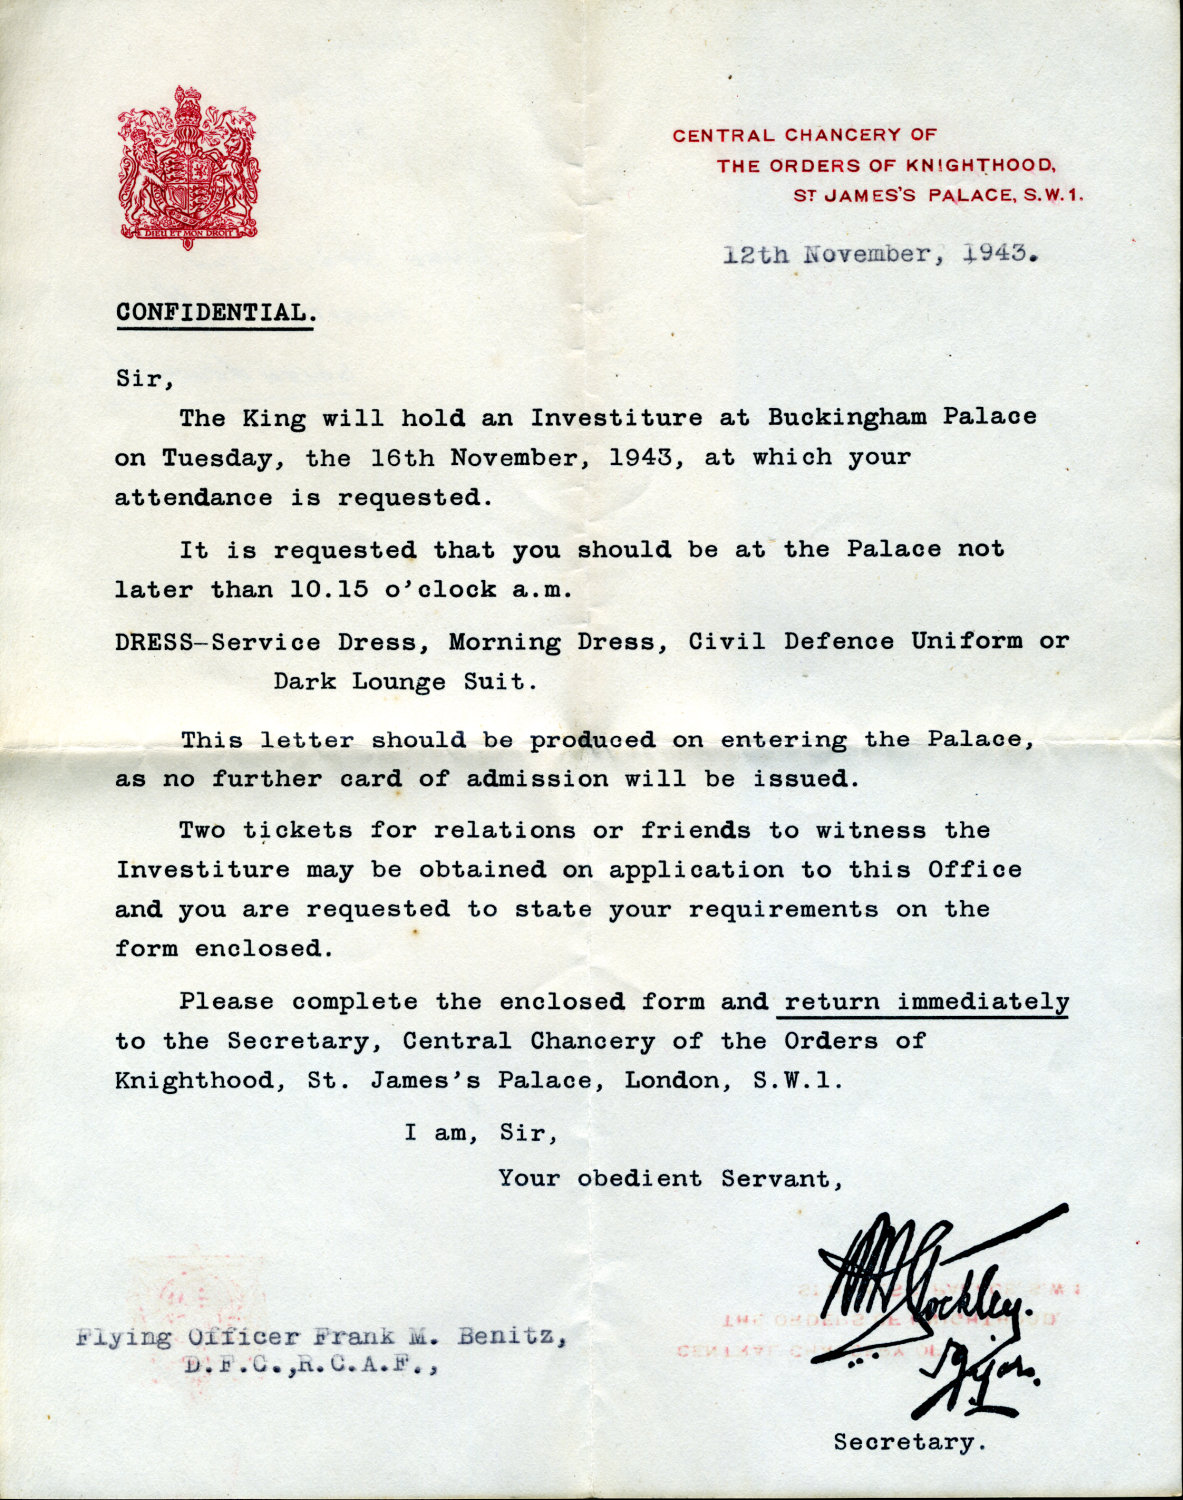 DIEU ET MON DROIT
CENTRAL CHANCERY OF
THE ORDERS OF KNIGHTHOOD,
ST JAMES'S PALACE, S.W.1.
12th November, 1943.
CONFIDENTIAL.
Sir,
The King will hold an Investiture at Buckingham Palace
on Tuesday, the 16th November, 1943, at which your
attendance is requested.
It is requested that you should be at the Palace not
later than 10.15 o'clock a.m.
DRESS—Service Dress, Morning Dress, Civil Defence Uniform or
Dark Lounge Suit.
This letter should be produced on entering the Palace,
as no further card of admission will be issued.
Two tickets for relations or friends to witness the
Investiture may be obtained on application to this Office
and you are requested to state your requirements on the
form enclosed.
Please complete the enclosed form and return immediately
to the Secretary, Central Chancery of the Orders of
Knighthood, St. James's Palace, London, S.W.1.
I am, Sir,
Your obedient Servant,
Stockley.
Flying Officer Frank M. Benitz,
D.F.C.,R.C.A.F.,
Secretary.